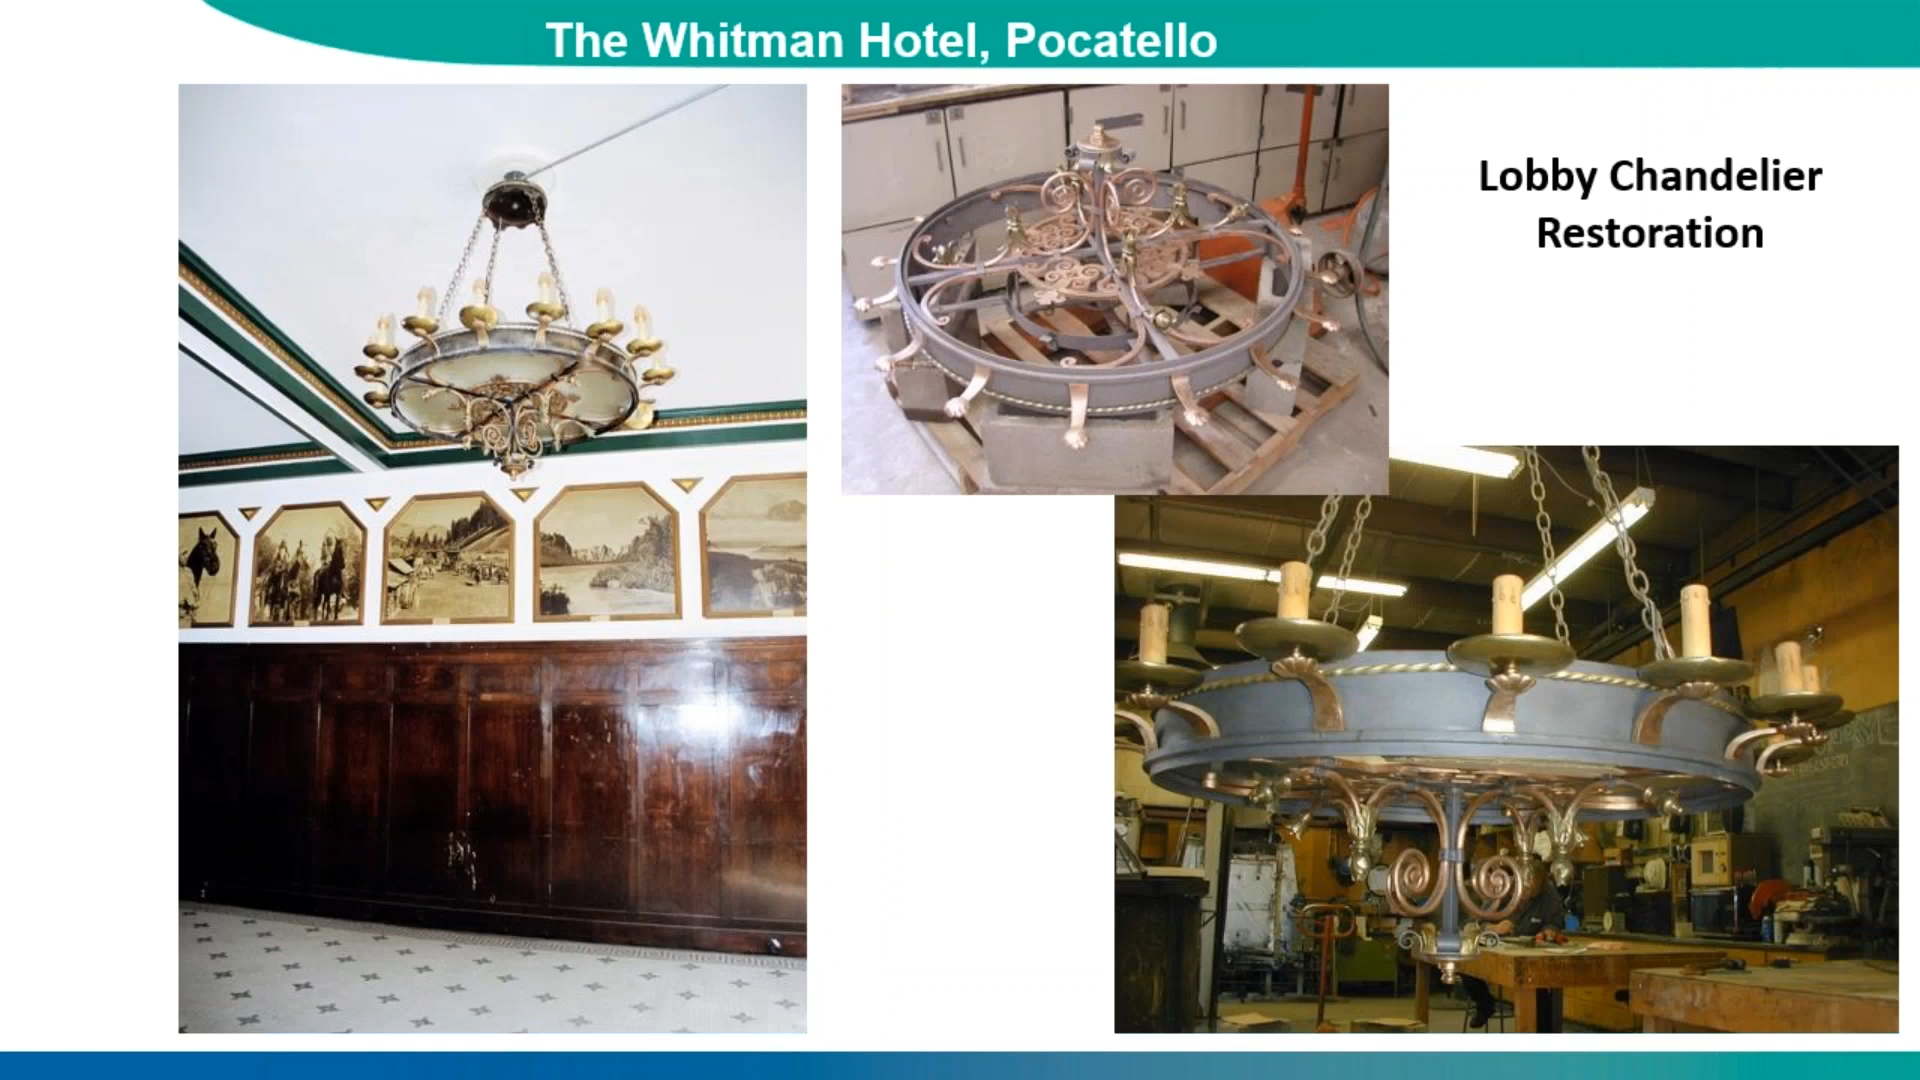 The Whitman Hotel, Pocatello
Lobby Chandelier
Restoration